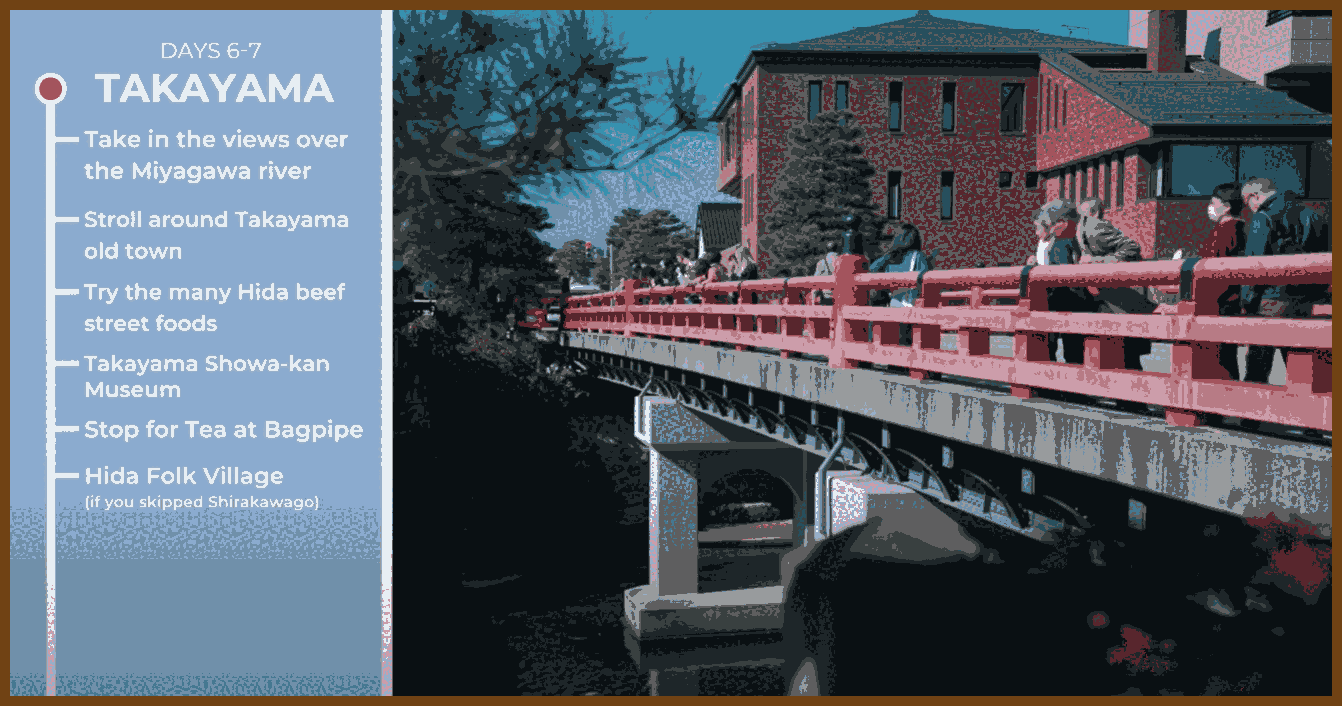 DAYS 6-7
TAKAYAMA
Take in the views over
the Miyagawa river
Stroll around Takayama
old town
Try the many Hida beef
street foods
Takayama Showa-kan
Museum
Stop for Tea at Bagpipe
Hida Folk Village
(if you skipped Shirakawago)